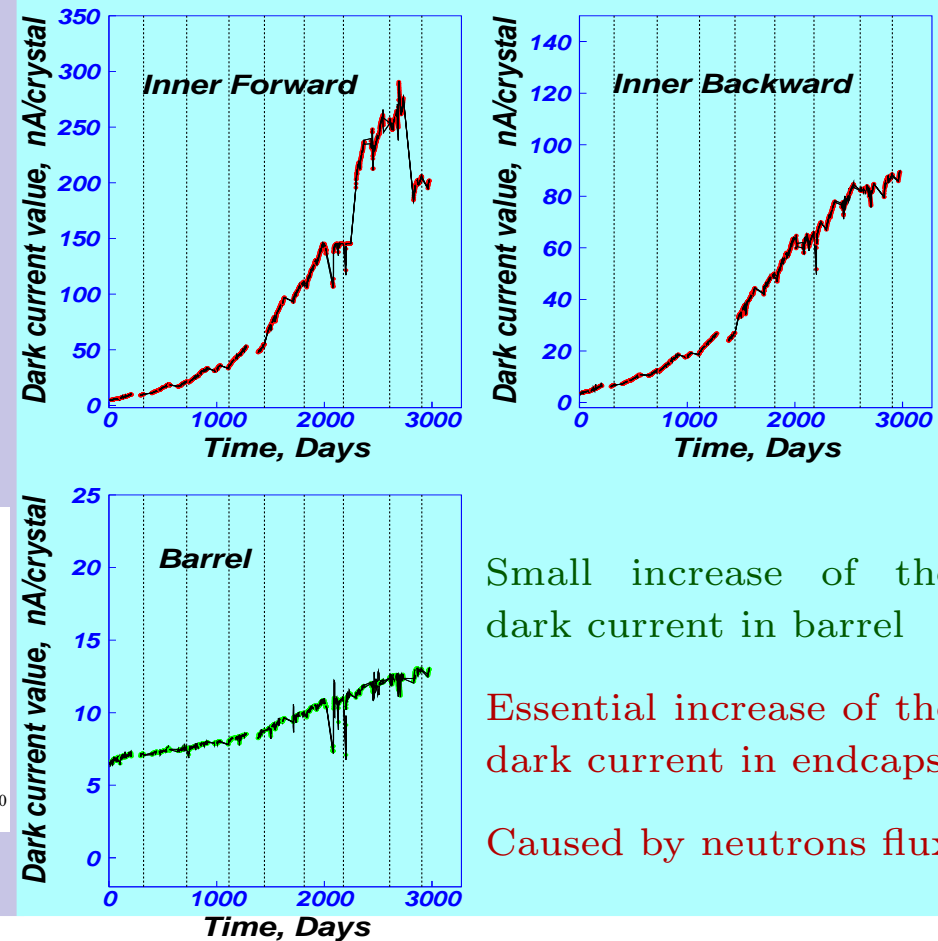 Dark current value, nA/crystal
350
300
250
200
150
100
50
0
Inner Forward
0 1000 2000 3000
Time, Days
Dark current value, nA/crystal
140
120
100
80
60
40
20
0
Inner Backward
0 1000 2000 3000
Time, Days
Dark current value, nA/crystal
25
20
15
10
5
0
Barrel
0 1000 2000 3000
Time, Days
Small increase of the
dark current in barrel
Essential increase of the
dark current in endcaps
Caused by neutrons flux
0